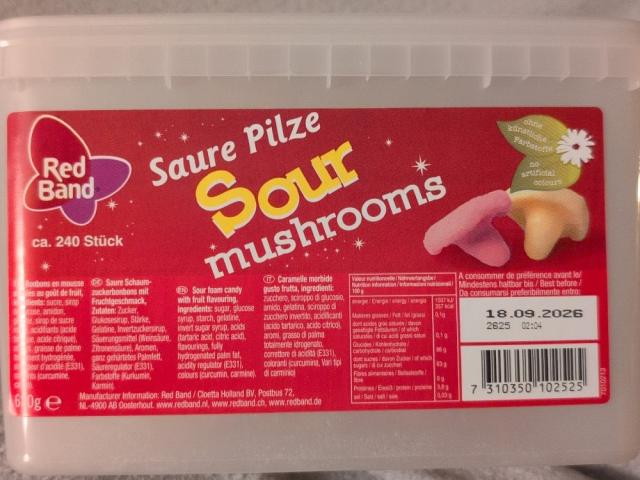 Red
Band
ca. 240 Stück
Saure Pilze
Sour
mushrooms
ohne
künstliche
Farbstoffe
no
artificial
colours
DE Saure Schaum-
zuckerbonbons mit
Fruchtgeschmack,
Zutaten: Zucker,
Glukosesirup, Stärke,
Gelatine, Invertzuckersirup,
Säuerungsmittel (Weinsäure,
Zitronensäure), Aromen,
ganz gehärtetes Palmfett,
Säureregulator (E331),
Farbstoffe (Kurkumin,
Karmin).
EN Sour foam candy
with fruit flavouring,
ingredients: sugar, glucose
syrup, starch, gelatine,
invert sugar syrup, acids
(tartaric acid, citric acid),
flavourings, fully
hydrogenated palm fat,
acidity regulator (E331),
colours (curcumin, carmine).
IT Caramelle morbide
gusto frutta, ingredienti:
zucchero, sciroppo di glucosio,
amido, gelatina, sciroppo di
zucchero invertito, acidificanti
(acido tartarico, acido citrico),
aromi, grasso di palma
totalmente idrogenato,
correttore di acidità (E331),
coloranti (curcumina, Vari tipi
di carminio)
Manufacturer Information: Red Band / Cloetta Holland BV, Postbus 72,
NL-4900 AB Oosterhout. www.redband.nl, www.redband.ch, www.redband.de
A consommer de préférence avant le/
Mindestens haltbar bis / Best before /
Da consumarsi preferibilmente entro:
18.09.2026
2625 02:04
7 310350 102525
7010213